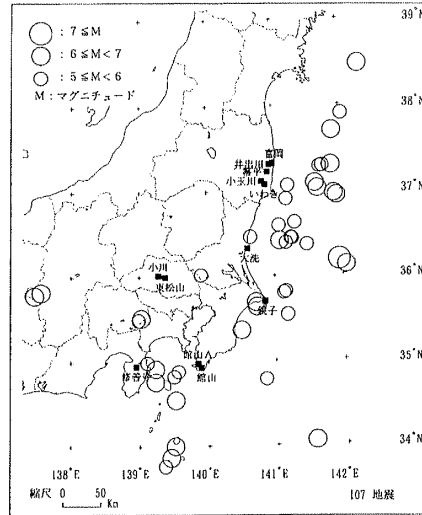 ○ : 7≦M
○ : 6≦M<7
○ : 5≦M<6
M : マグニチュード
39°N
38°N
富岡
井出川
常平
小玉川
いわき
37°N
大洗
小川
東松山
36°N
銚子
館山A
修善寺
館山
35°N
34°N
138°E
139°E
140°E
141°E
142°E
縮尺 0 50
Km
107 地震